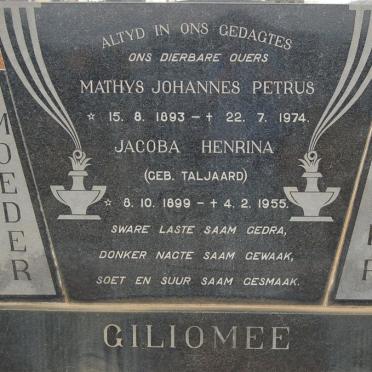 ALTYD IN ONS GEDAGTES
ONS DIERBARE OUERS
MATHYS JOHANNES PETRUS
☆ 15. 8. 1893 – † 22. 7. 1974.
JACOBA HENRINA
(GEB. TALJAARD)
☆ 8. 10. 1899 – † 4. 2. 1955.
SWARE LASTE SAAM GEDRA,
DONKER NAGTE SAAM GEWAAK,
SOET EN SUUR SAAM GESMAAK.
MOEDER
GILIOMEE